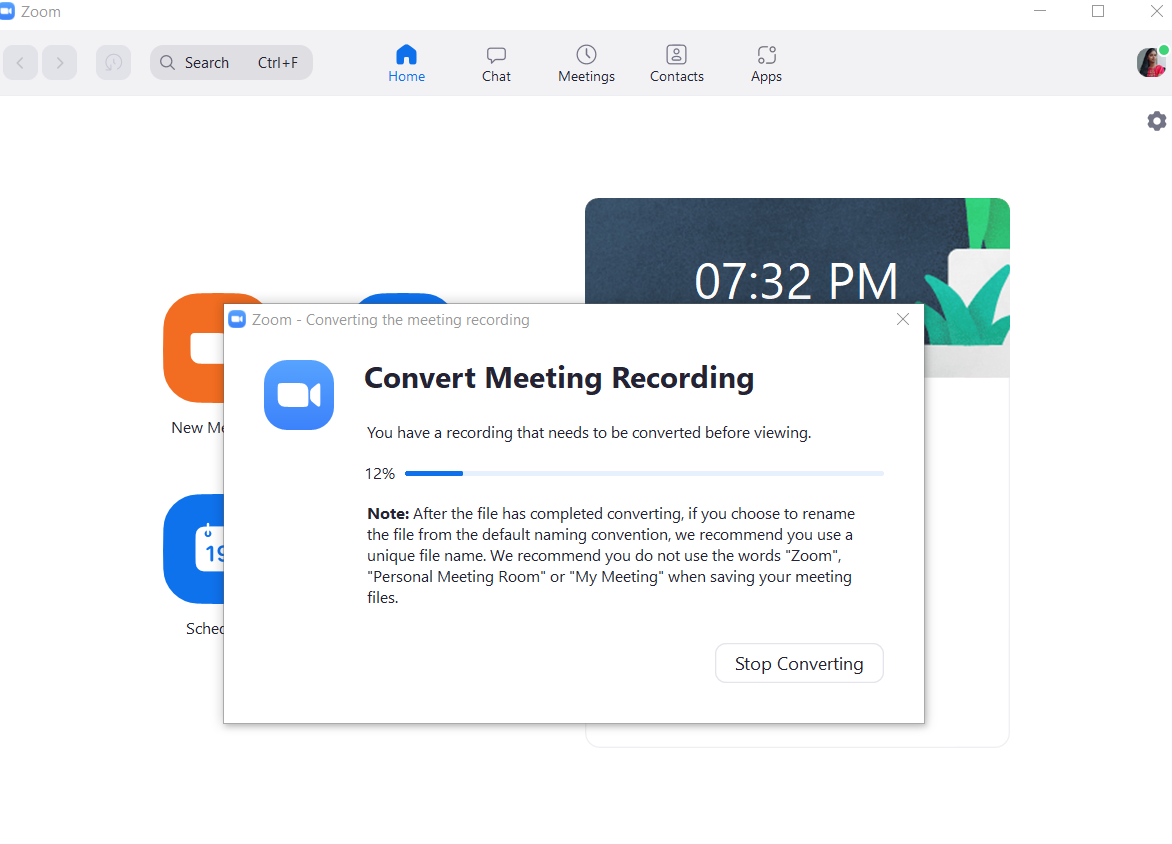 Zoom
Search Ctrl+F
Home
Chat
Meetings
Contacts
Apps
07:32 PM
Zoom - Converting the meeting recording
Convert Meeting Recording
You have a recording that needs to be converted before viewing.
12%
Note: After the file has completed converting, if you choose to rename
the file from the default naming convention, we recommend you use a
unique file name. We recommend you do not use the words "Zoom",
"Personal Meeting Room" or "My Meeting" when saving your meeting
files.
Stop Converting
New Me
19
Sched